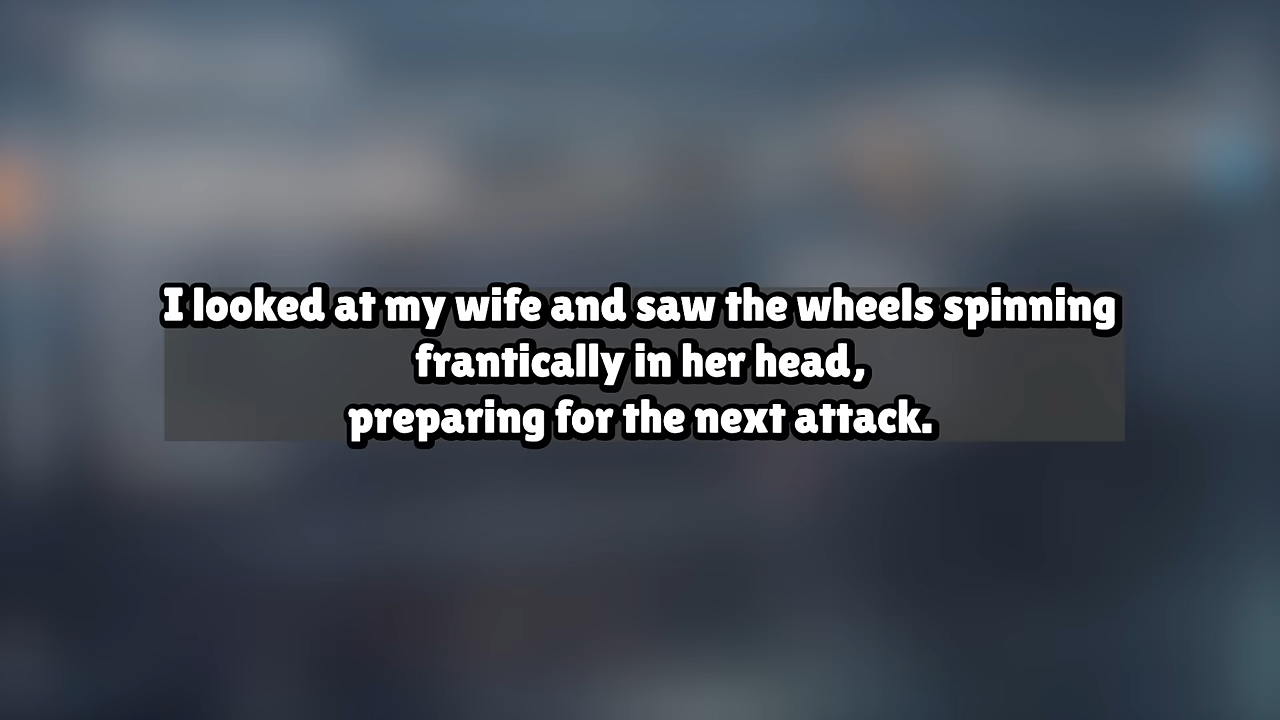 I looked at my wife and saw the wheels spinning
frantically in her head,
preparing for the next attack.